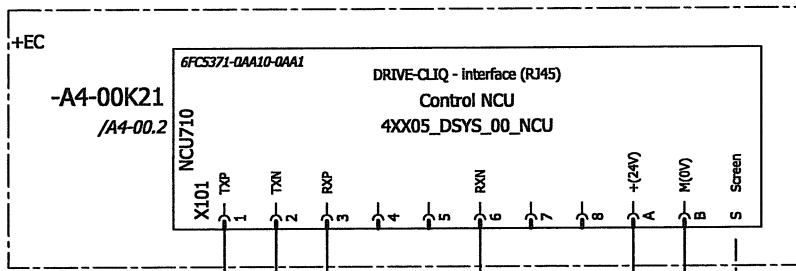 +EC
6FC5371-0AA10-0AA1
DRIVE-CLIQ - interface (RJ45)
-A4-00K21
Control NCU
/A4-00.2
4XX05_DSYS_00_NCU
NCU710
X101
TXP
TXN
RXP
RXN
+(24V)
M(0V)
Screen
1
2
3
4
5
6
7
8
A
B
S